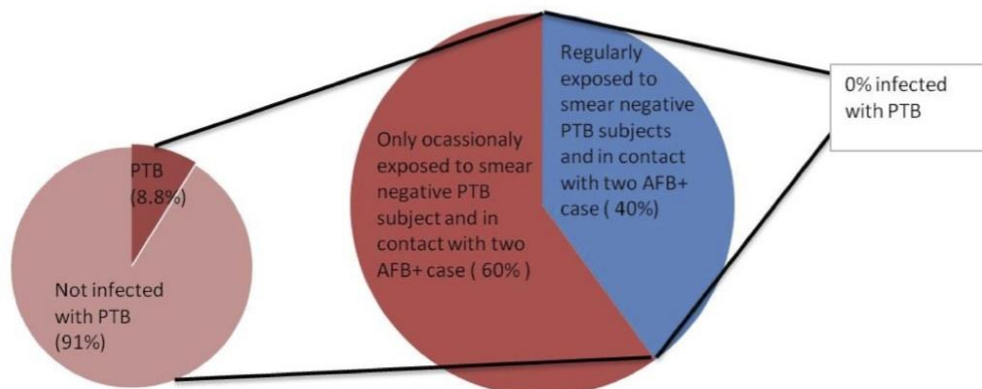 PTB
(8.8%)
Not infected
with PTB
(91%)
Only ocassionaly
exposed to smear
negative PTB
subject and in
contact with two
AFB+ case ( 60% )
Regularly
exposed to
smear negative
PTB subjects
and in contact
with two AFB+
case ( 40%)
0% infected
with PTB